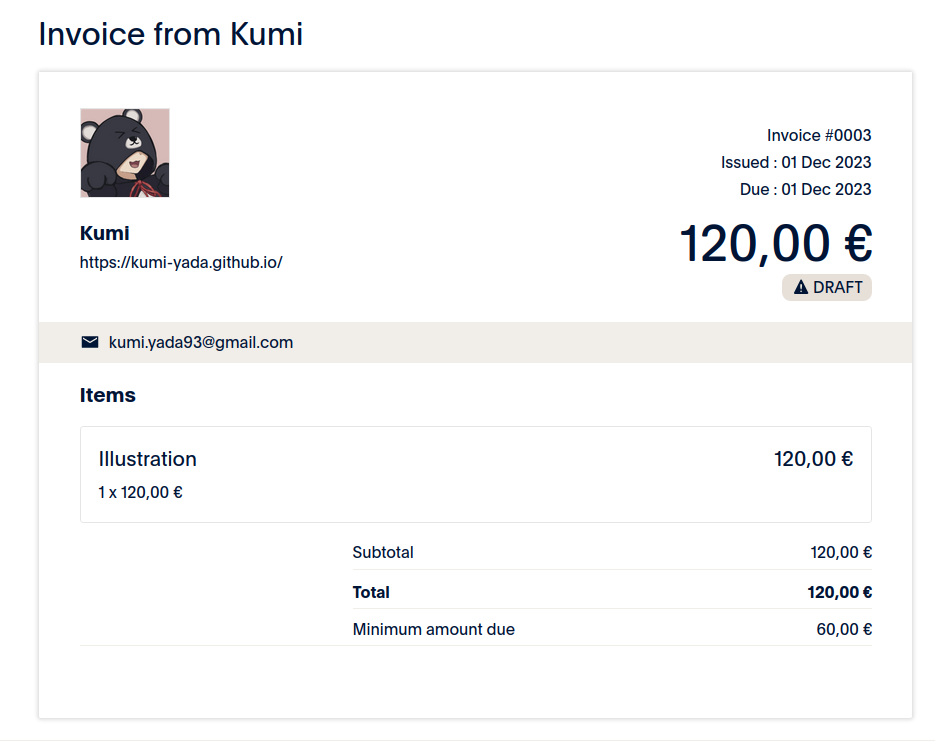 Invoice from Kumi
Invoice #0003
Issued : 01 Dec 2023
Due : 01 Dec 2023
Kumi
120,00 €
https://kumi-yada.github.io/
DRAFT
kumi.yada93@gmail.com
Items
Illustration 120,00 €
1 x 120,00 €
Subtotal 120,00 €
Total 120,00 €
Minimum amount due 60,00 €